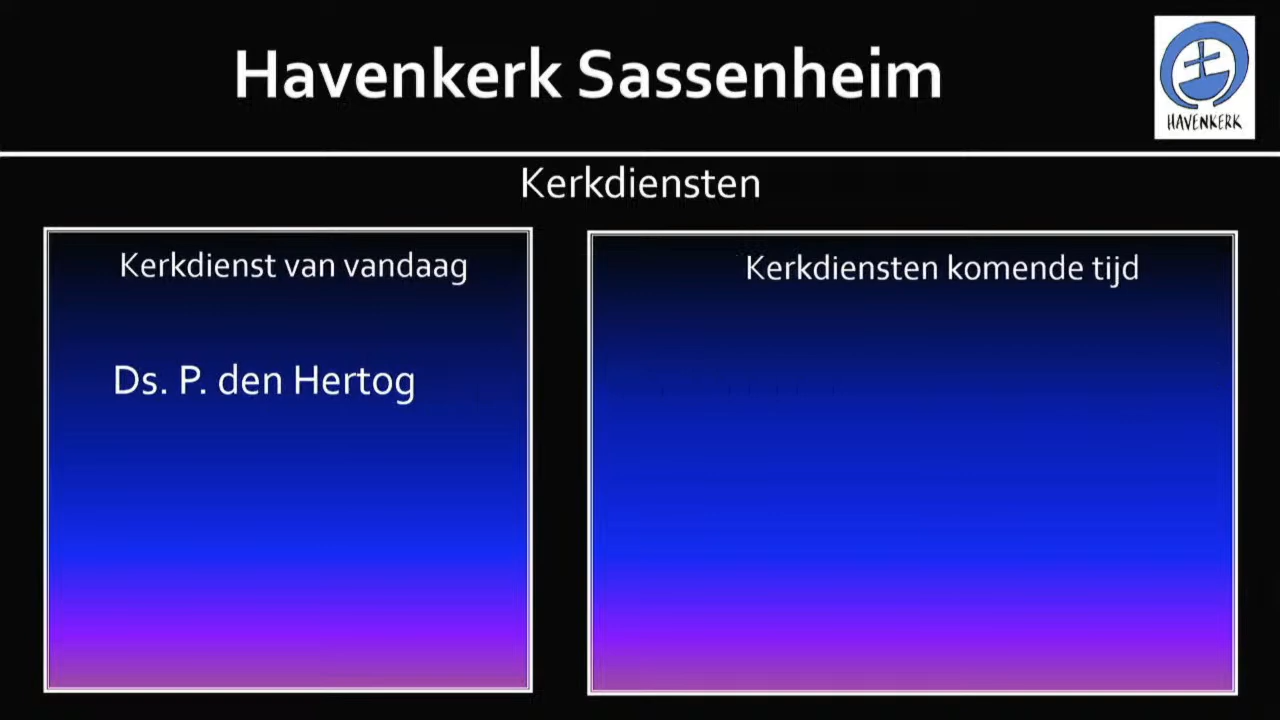 Havenkerk Sassenheim
HAVENKERK
Kerkdiensten
Kerkdienst van vandaag
Ds. P. den Hertog
Kerkdiensten komende tijd